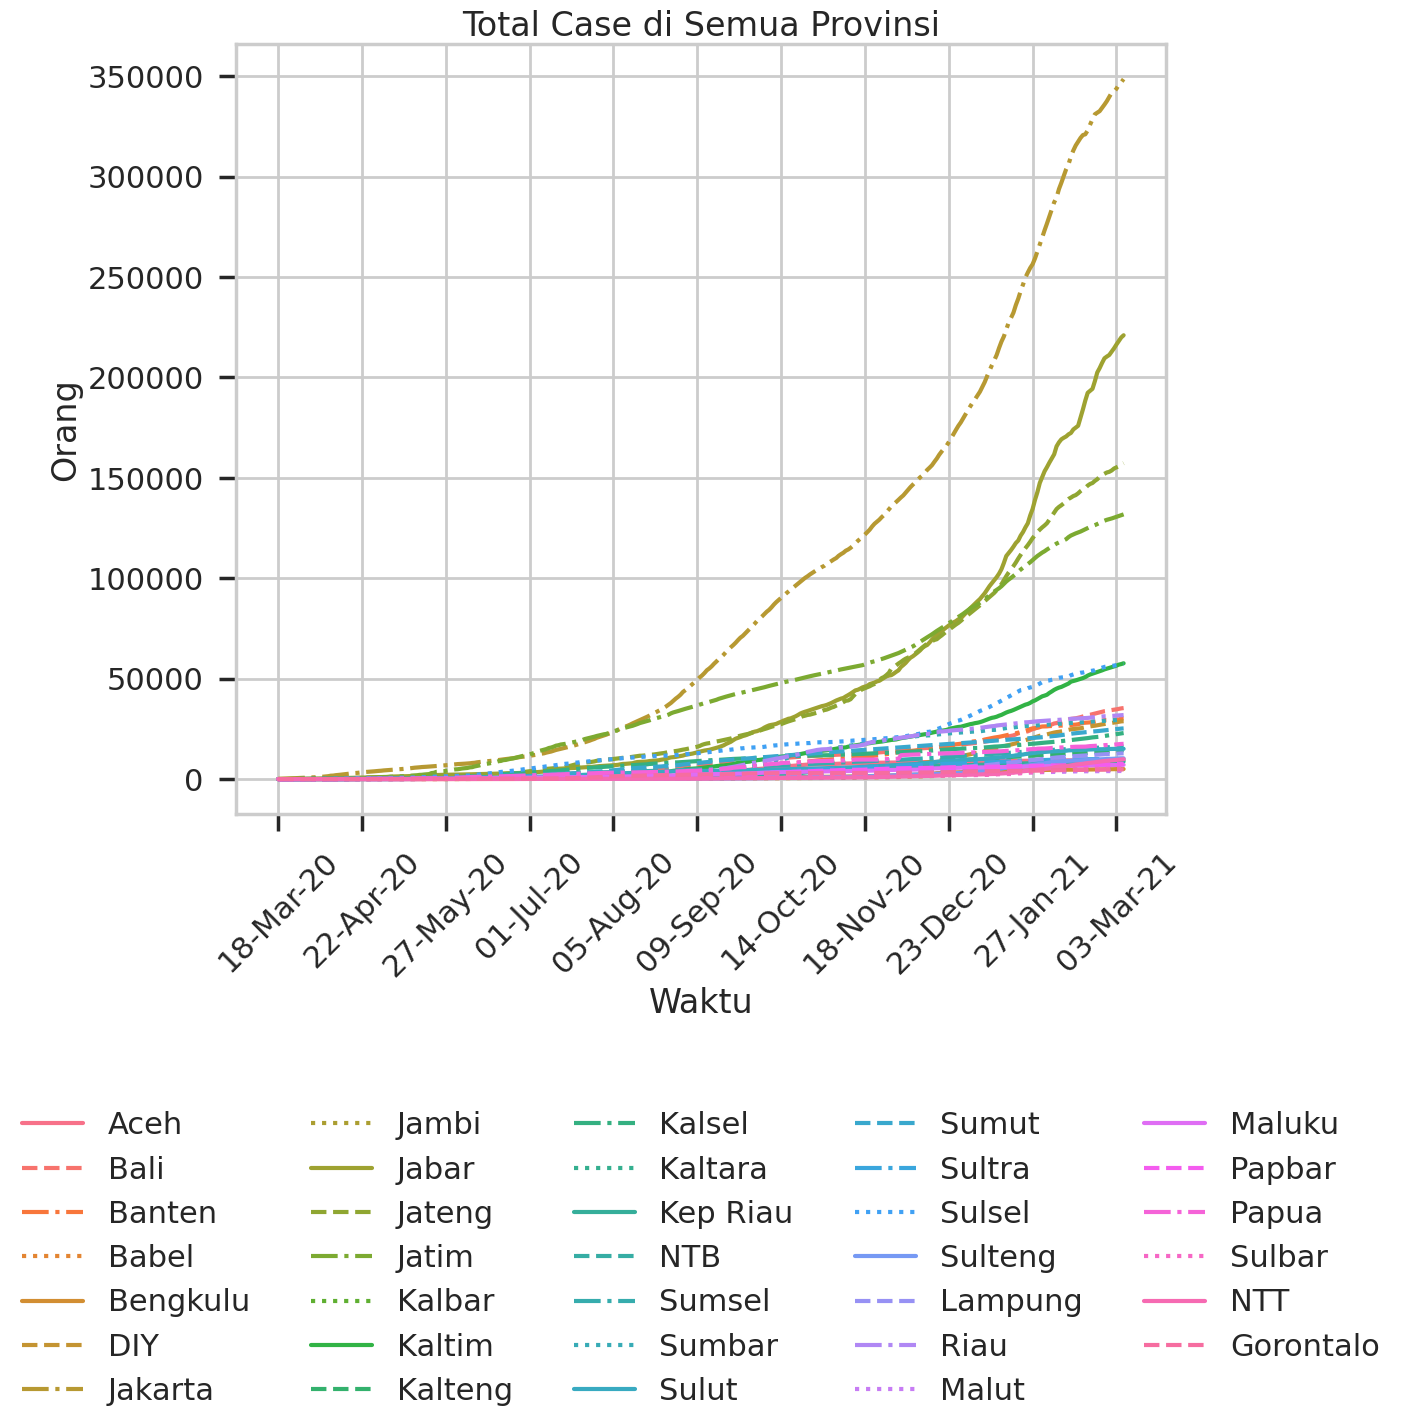 Total Case di Semua Provinsi
350000
300000
250000
200000
150000
100000
50000
0
Orang
18-Mar-20
22-Apr-20
27-May-20
01-Jul-20
05-Aug-20
09-Sep-20
14-Oct-20
18-Nov-20
23-Dec-20
27-Jan-21
03-Mar-21
Waktu
Aceh
Bali
Banten
Babel
Bengkulu
DIY
Jakarta
Jambi
Jabar
Jateng
Jatim
Kalbar
Kaltim
Kalteng
Kalsel
Kaltara
Kep Riau
NTB
Sumsel
Sumbar
Sulut
Sumut
Sultra
Sulsel
Sulteng
Lampung
Riau
Malut
Maluku
Papbar
Papua
Sulbar
NTT
Gorontalo